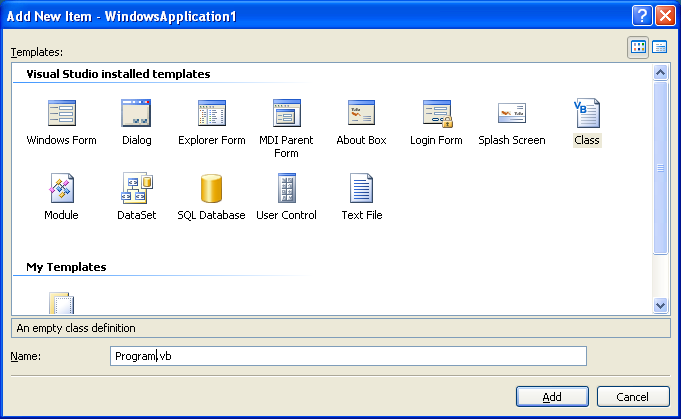 Add New Item - WindowsApplication1
Templates:
Visual Studio installed templates
Windows Form Dialog Explorer Form MDI Parent Form About Box Login Form Splash Screen Class
Module DataSet SQL Database User Control Text File
My Templates
An empty class definition
Name: Program.vb
Add Cancel